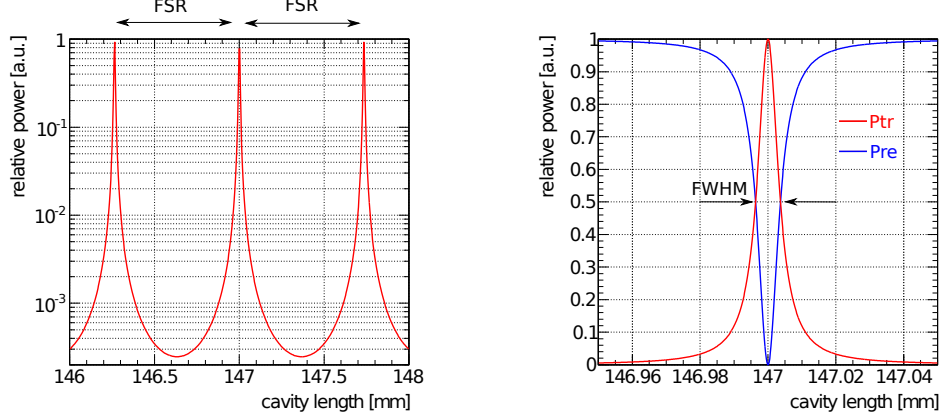 FSR FSR
relative power [a.u.]
1
10-1
10-2
10-3
146 146.5 147 147.5 148
cavity length [mm]
relative power [a.u.]
1
0.9
0.8
0.7
0.6
0.5
0.4
0.3
0.2
0.1
0
Ptr
Pre
FWHM
146.96 146.98 147 147.02 147.04
cavity length [mm]